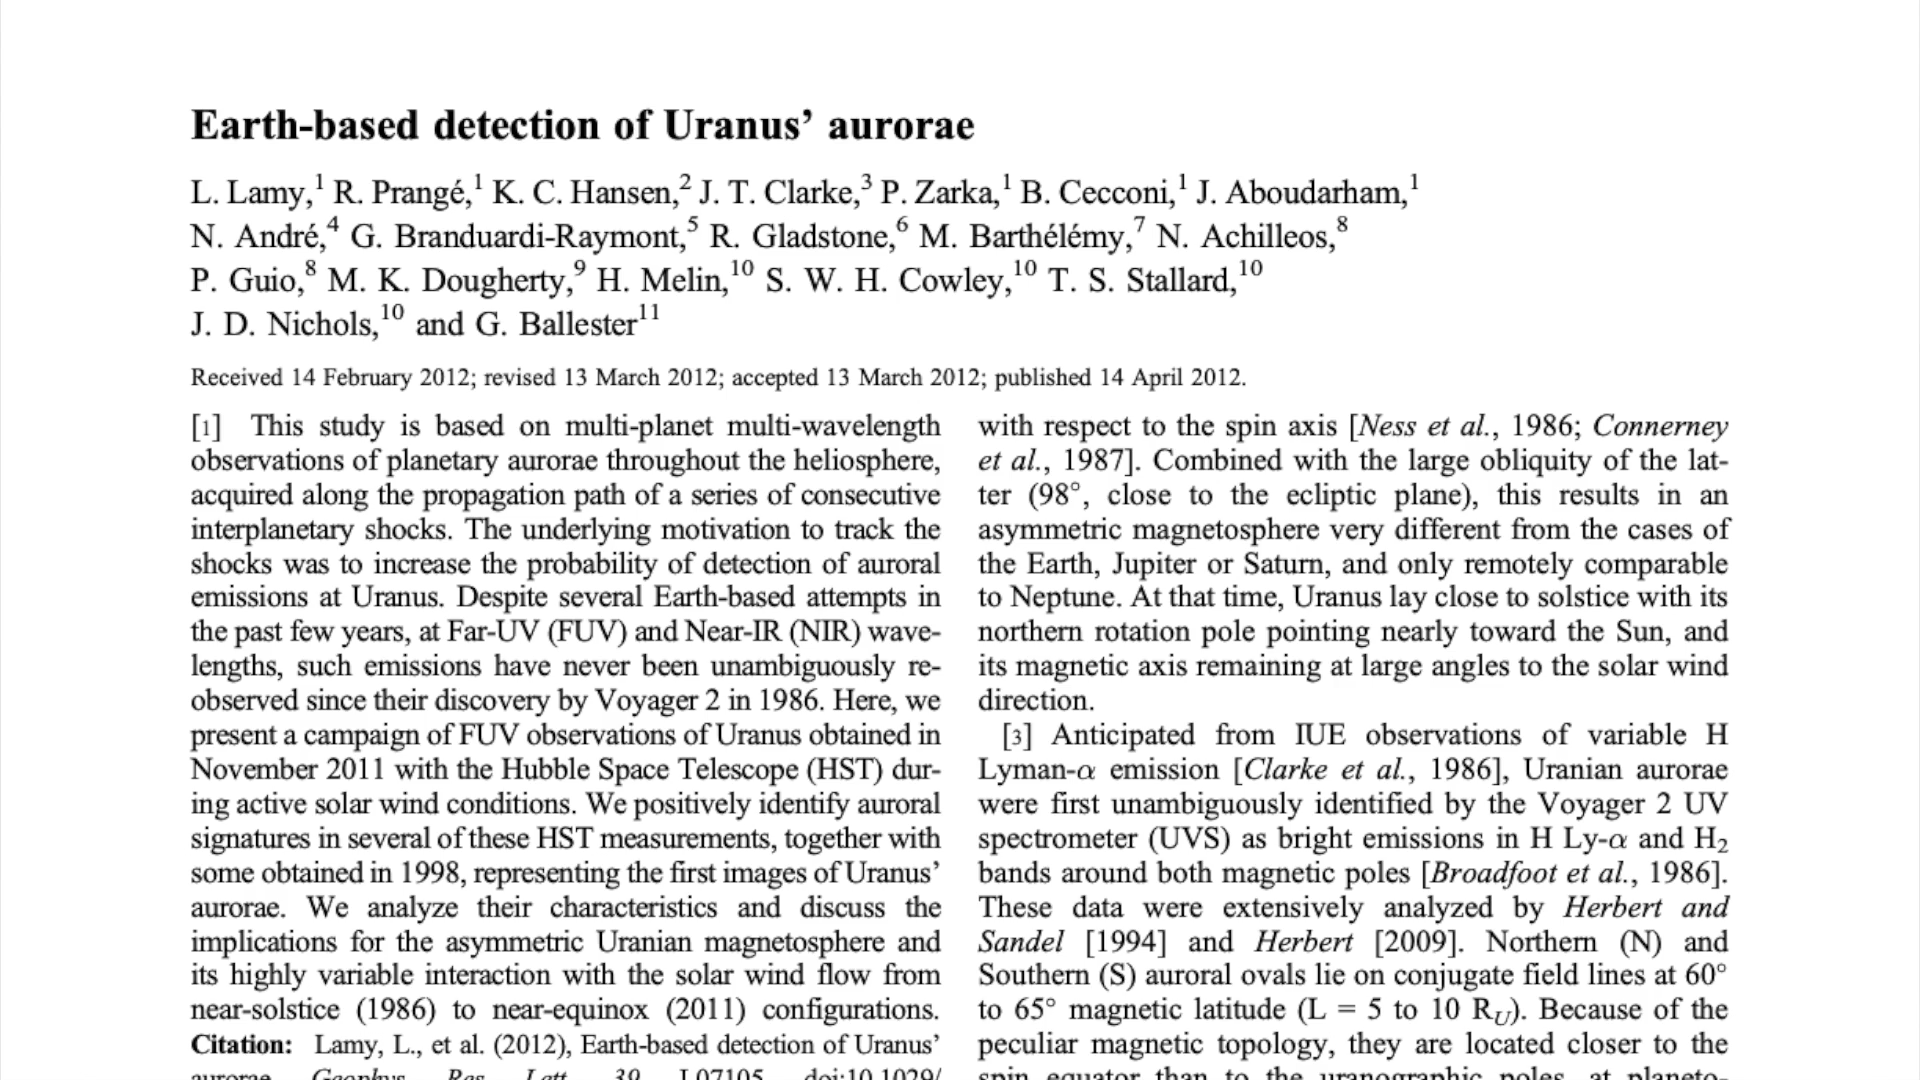 Earth-based detection of Uranus’ aurorae
L. Lamy,1 R. Prangé,1 K. C. Hansen,2 J. T. Clarke,3 P. Zarka,1 B. Cecconi,1 J. Aboudarham,1
N. André,4 G. Branduardi-Raymont,5 R. Gladstone,6 M. Barthélémy,7 N. Achilleos,8
P. Guio,8 M. K. Dougherty,9 H. Melin,10 S. W. H. Cowley,10 T. S. Stallard,10
J. D. Nichols,10 and G. Ballester11
Received 14 February 2012; revised 13 March 2012; accepted 13 March 2012; published 14 April 2012.
[1] This study is based on multi-planet multi-wavelength
observations of planetary aurorae throughout the heliosphere,
acquired along the propagation path of a series of consecutive
interplanetary shocks. The underlying motivation to track the
shocks was to increase the probability of detection of auroral
emissions at Uranus. Despite several Earth-based attempts in
the past few years, at Far-UV (FUV) and Near-IR (NIR) wave-
lengths, such emissions have never been unambiguously re-
observed since their discovery by Voyager 2 in 1986. Here, we
present a campaign of FUV observations of Uranus obtained in
November 2011 with the Hubble Space Telescope (HST) dur-
ing active solar wind conditions. We positively identify auroral
signatures in several of these HST measurements, together with
some obtained in 1998, representing the first images of Uranus’
aurorae. We analyze their characteristics and discuss the
implications for the asymmetric Uranian magnetosphere and
its highly variable interaction with the solar wind flow from
near-solstice (1986) to near-equinox (2011) configurations.
Citation: Lamy, L., et al. (2012), Earth-based detection of Uranus’
aurorae, Geophys. Res. Lett., 39, L07105, doi:10.1029/
with respect to the spin axis [Ness et al., 1986; Connerney
et al., 1987]. Combined with the large obliquity of the lat-
ter (98°, close to the ecliptic plane), this results in an
asymmetric magnetosphere very different from the cases of
the Earth, Jupiter or Saturn, and only remotely comparable
to Neptune. At that time, Uranus lay close to solstice with its
northern rotation pole pointing nearly toward the Sun, and
its magnetic axis remaining at large angles to the solar wind
direction.
[3] Anticipated from IUE observations of variable H
Lyman-α emission [Clarke et al., 1986], Uranian aurorae
were first unambiguously identified by the Voyager 2 UV
spectrometer (UVS) as bright emissions in H Ly-α and H2
bands around both magnetic poles [Broadfoot et al., 1986].
These data were extensively analyzed by Herbert and
Sandel [1994] and Herbert [2009]. Northern (N) and
Southern (S) auroral ovals lie on conjugate field lines at 60°
to 65° magnetic latitude (L = 5 to 10 RU). Because of the
peculiar magnetic topology, they are located closer to the
spin equator than to the uranographic poles, at planeto-